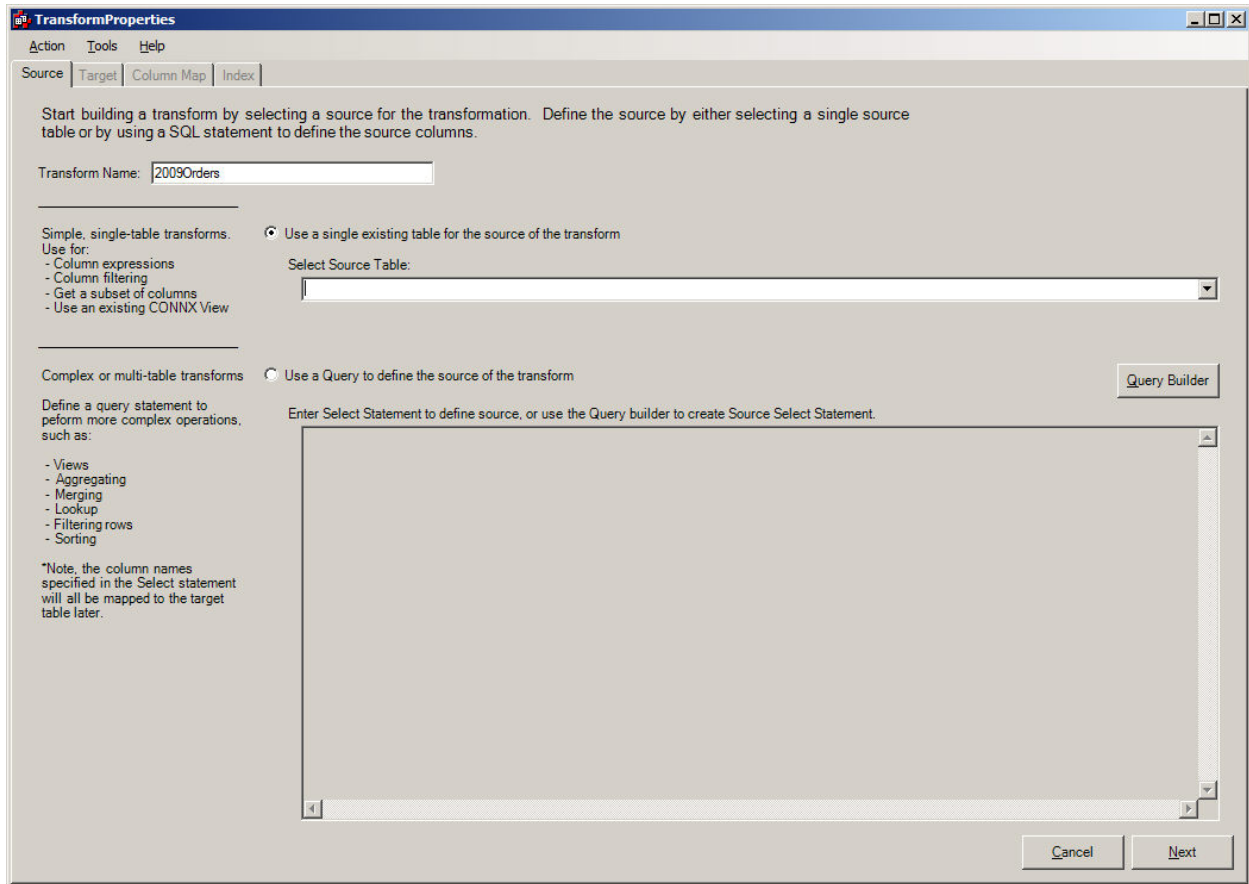 TransformProperties
Action Tools Help
Source Target Column Map Index
Start building a transform by selecting a source for the transformation. Define the source by either selecting a single source
table or by using a SQL statement to define the source columns.
Transform Name: 2009Orders
Simple, single-table transforms.
Use for:
- Column expressions
- Column filtering
- Get a subset of columns
- Use an existing CONNX View
Use a single existing table for the source of the transform
Select Source Table:
Complex or multi-table transforms
Define a query statement to
peform more complex operations,
such as:
- Views
- Aggregating
- Merging
- Lookup
- Filtering rows
- Sorting
*Note, the column names
specified in the Select statement
will all be mapped to the target
table later.
Use a Query to define the source of the transform
Query Builder
Enter Select Statement to define source, or use the Query builder to create Source Select Statement.
Cancel Next